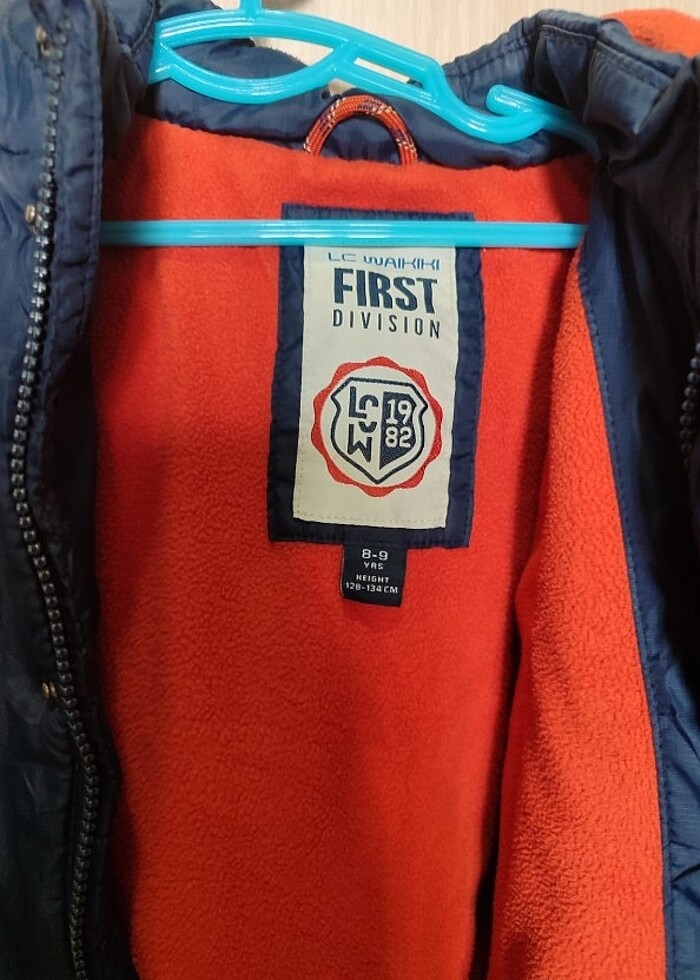 LC WAIKIKI
FIRST
DIVISION
LC 19
W 82
8-9
YRS
HEIGHT
128-134 CM